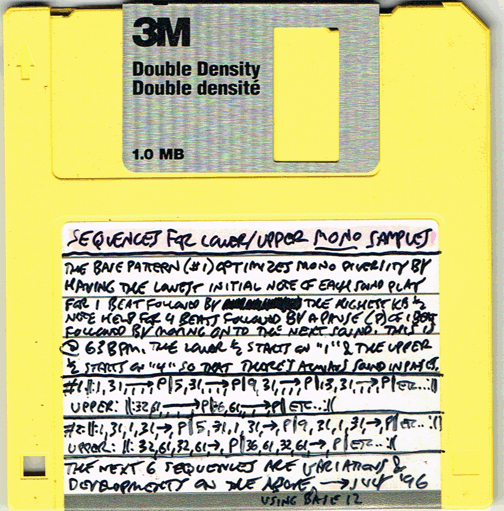 3M
Double Density
Double densité
1.0 MB
SEQUENCES FOR LOWER/UPPER MONO SAMPLES
THE BASE PATTERN (#1) OPTIMIZES MONO DIVERSITY BY
HAVING THE LOWEST INITIAL NOTE OF EACH SOUND PLAY
FOR 1 BEAT FOLLOWED BY THE HIGHEST KB ½
NOTE HELD FOR 4 BEATS FOLLOWED BY A PAUSE (P) OF 1 BEAT
FOLLOWED BY MOVING ON TO THE NEXT SOUND. THIS IS
@ 63 BPM. THE LOWER ½ STARTS ON "1" & THE UPPER
½ STARTS ON "4" SO THAT THERE'S ALWAYS SOUND IN PAIRS.
#1: ||:1,31,→,→,→ P|5,31,→,→ P|9,31,→,→ P|13,31,→ P|ETC...:||
UPPER: ||:32,61,→ P|36,61,→ P|ETC...:||
#2: ||:1,31,1,31,→, P|5,31,1,31,→ P|9,31,1,31,→, P|ETC...:||
UPPER: ||: 32,61,32,61→, P|36,61,32,61→, P|ETC...:||
THE NEXT 6 SEQUENCES ARE VARIATIONS &
DEVELOPMENTS ON THE ABOVE, → JULY '96
USING BASE 12